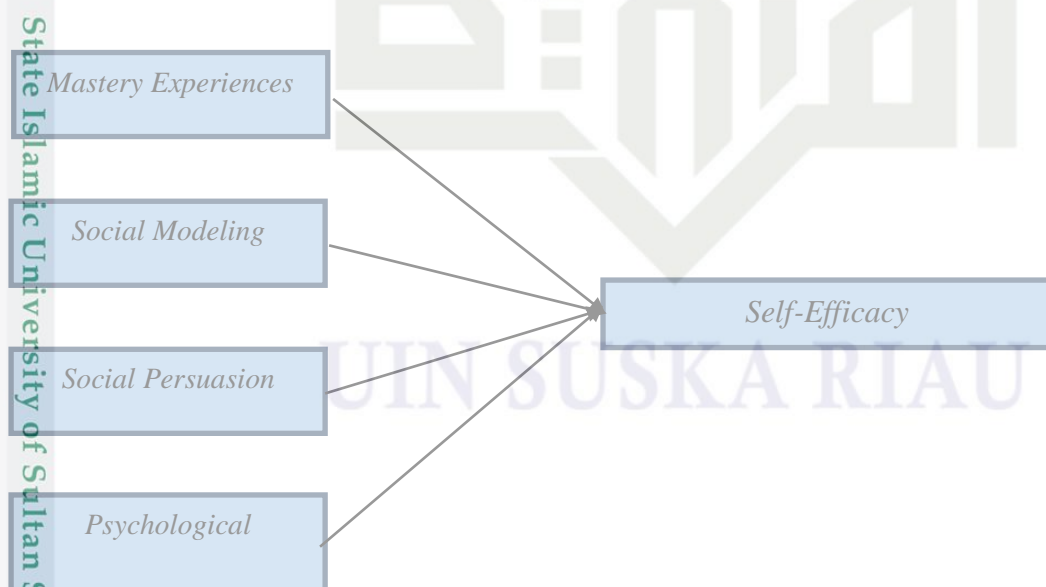 State Islamic University of Sultan
Mastery Experiences
Social Modeling
Self-Efficacy
Social Persuasion
Psychological
UIN SUSKA RIAU